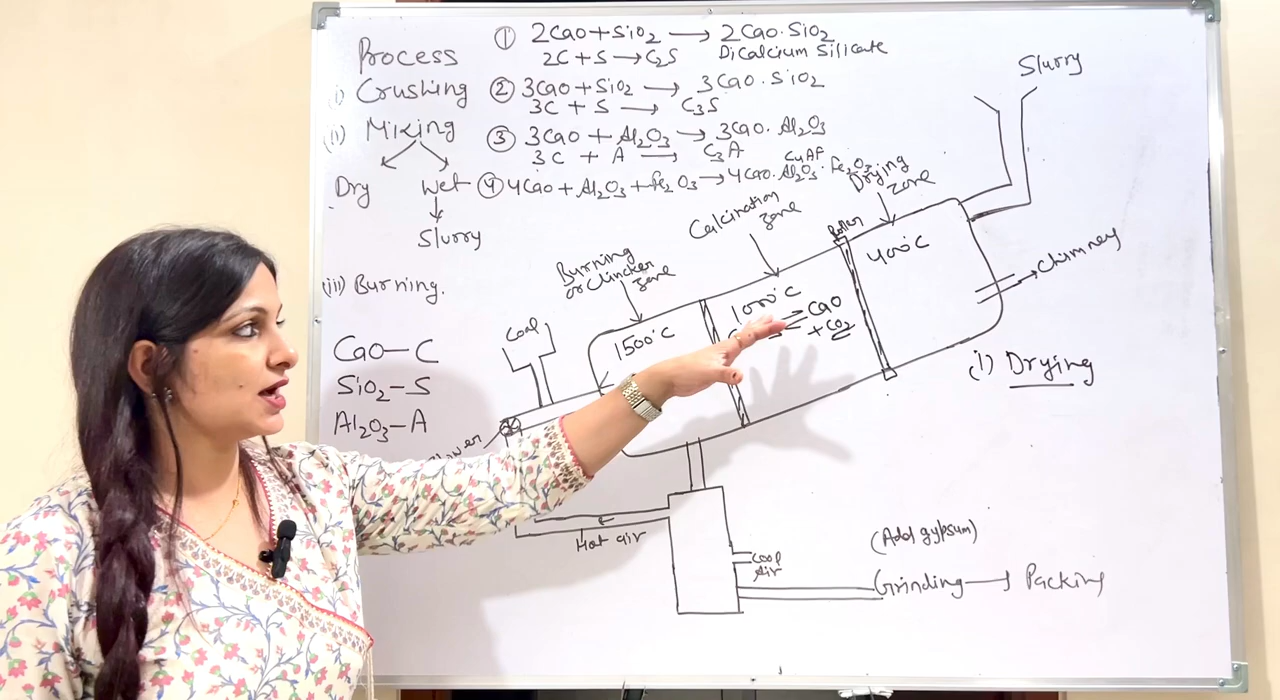 Process
(i) Crushing
(ii) Mixing
Dry Wet
Slurry
(iii) Burning.
CaO—C
SiO2—S
Al2O3—A
① 2CaO+SiO2 → 2CaO·SiO2
2C + S → C2S Dicalcium Silicate
② 3CaO+SiO2 → 3CaO.SiO2
3C + S → C3S
③ 3CaO + Al2O3 → 3CaO. Al2O3
3C + A → C3A
C4AF
④ 4CaO + Al2O3 + Fe2O3 → 4CaO. Al2O3. Fe2O3
Slurry
Drying
zone
Calcination
zone
Roller
Burning
or Clincker
zone
400°C
Chimney
1000°C
CaO
+CO2
1500°C
Coal
(i) Drying
Hot air
Cool
Air
(Add gypsum)
Grinding → Packing